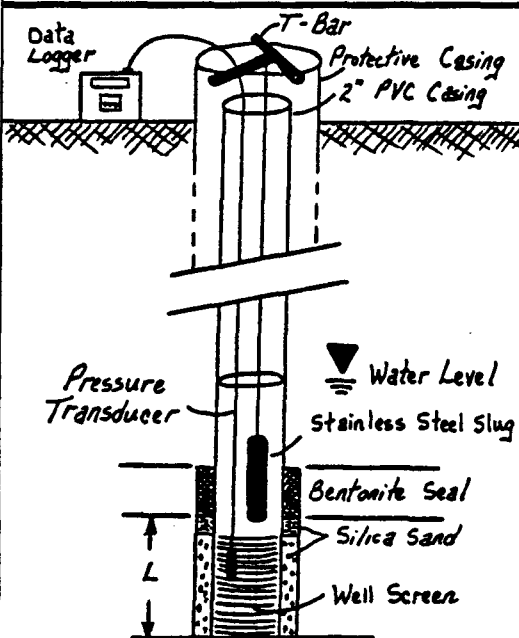 T-Bar
Data
Logger
Protective Casing
2" PVC Casing
Water Level
Pressure
Transducer
Stainless Steel Slug
Bentonite Seal
Silica Sand
L
Well Screen